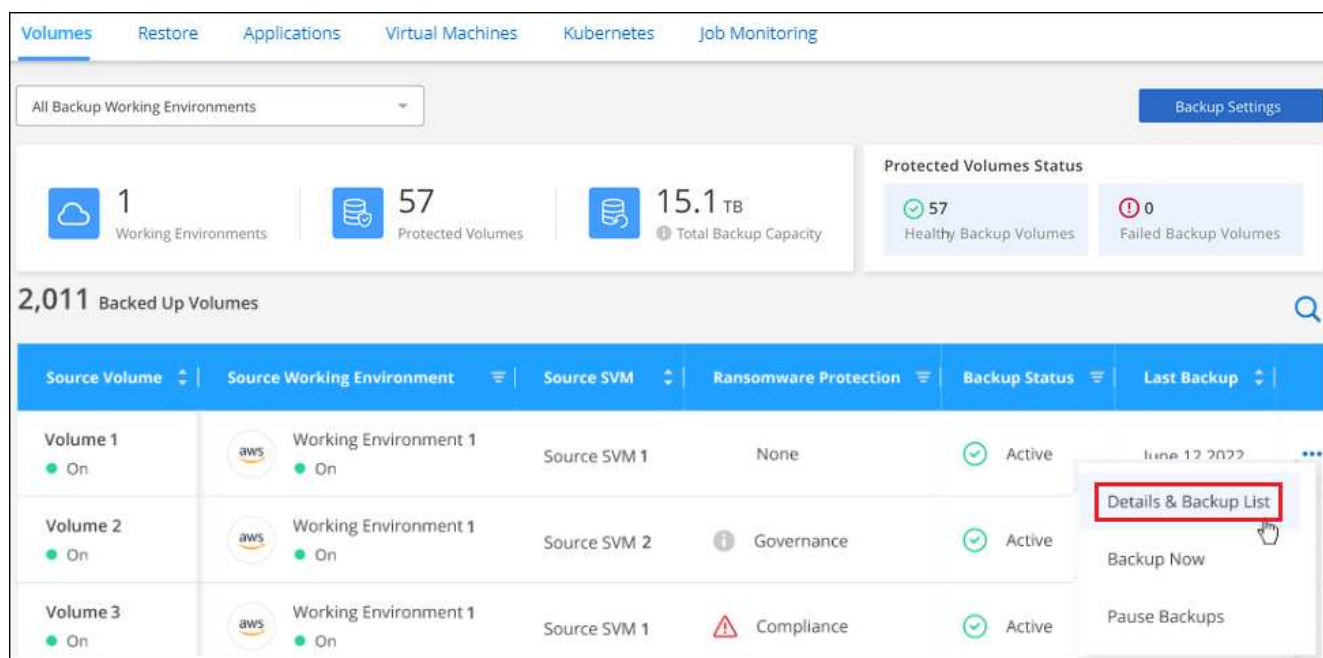 Volumes Restore Applications Virtual Machines Kubernetes Job Monitoring
All Backup Working Environments
Backup Settings
1
Working Environments
57
Protected Volumes
15.1 TB
Total Backup Capacity
Protected Volumes Status
57
Healthy Backup Volumes
0
Failed Backup Volumes
2,011 Backed Up Volumes
Source Volume Source Working Environment Source SVM Ransomware Protection Backup Status Last Backup
Volume 1
On
aws
Working Environment 1
On
Source SVM 1
None
Active
June 12 2022
Volume 2
On
aws
Working Environment 1
On
Source SVM 2
Governance
Active
Volume 3
On
aws
Working Environment 1
On
Source SVM 1
Compliance
Active
Details & Backup List
Backup Now
Pause Backups